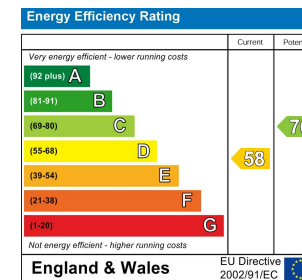 Energy Efficiency Rating
Current
Very energy efficient - lower running costs
(92 plus) A
(81-91) B
(69-80) C
(55-68) D
58
(39-54) E
(21-38) F
(1-20) G
Not energy efficient - higher running costs
England & Wales
EU Directive
2002/91/EC